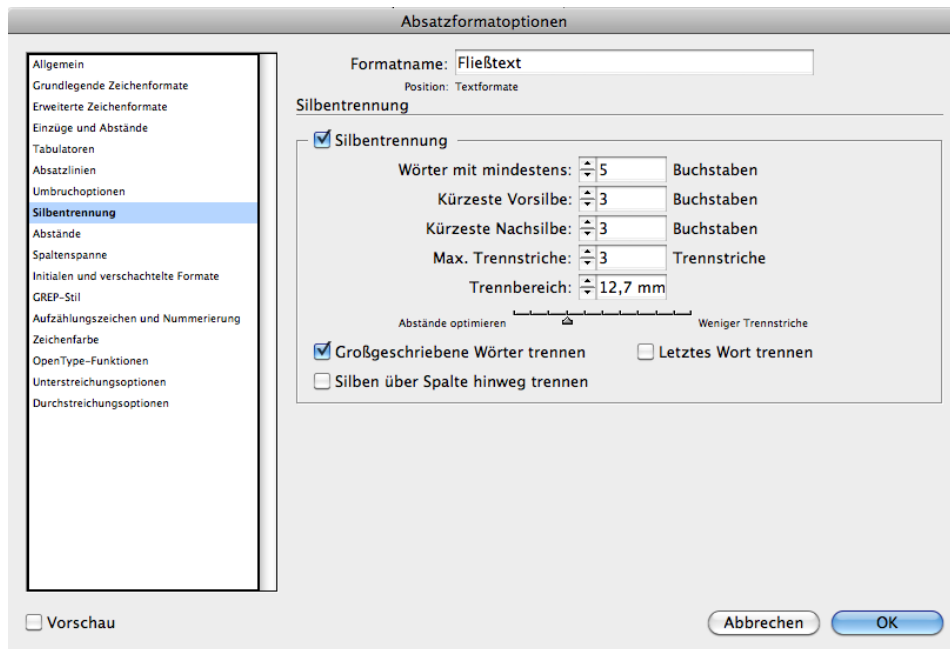 Absatzformatoptionen
Allgemein
Grundlegende Zeichenformate
Erweiterte Zeichenformate
Einzüge und Abstände
Tabulatoren
Absatzlinien
Umbruchoptionen
Silbentrennung
Abstände
Spaltenspanne
Initialen und verschachtelte Formate
GREP-Stil
Aufzählungszeichen und Nummerierung
Zeichenfarbe
OpenType-Funktionen
Unterstreichungsoptionen
Durchstreichungsoptionen
Formatname: Fließtext
Position: Textformate
Silbentrennung
Silbentrennung
Wörter mit mindestens: 5 Buchstaben
Kürzeste Vorsilbe: 3 Buchstaben
Kürzeste Nachsilbe: 3 Buchstaben
Max. Trennstriche: 3 Trennstriche
Trennbereich: 12,7 mm
Abstände optimieren Weniger Trennstriche
Großgeschriebene Wörter trennen Letztes Wort trennen
Silben über Spalte hinweg trennen
Vorschau Abbrechen OK